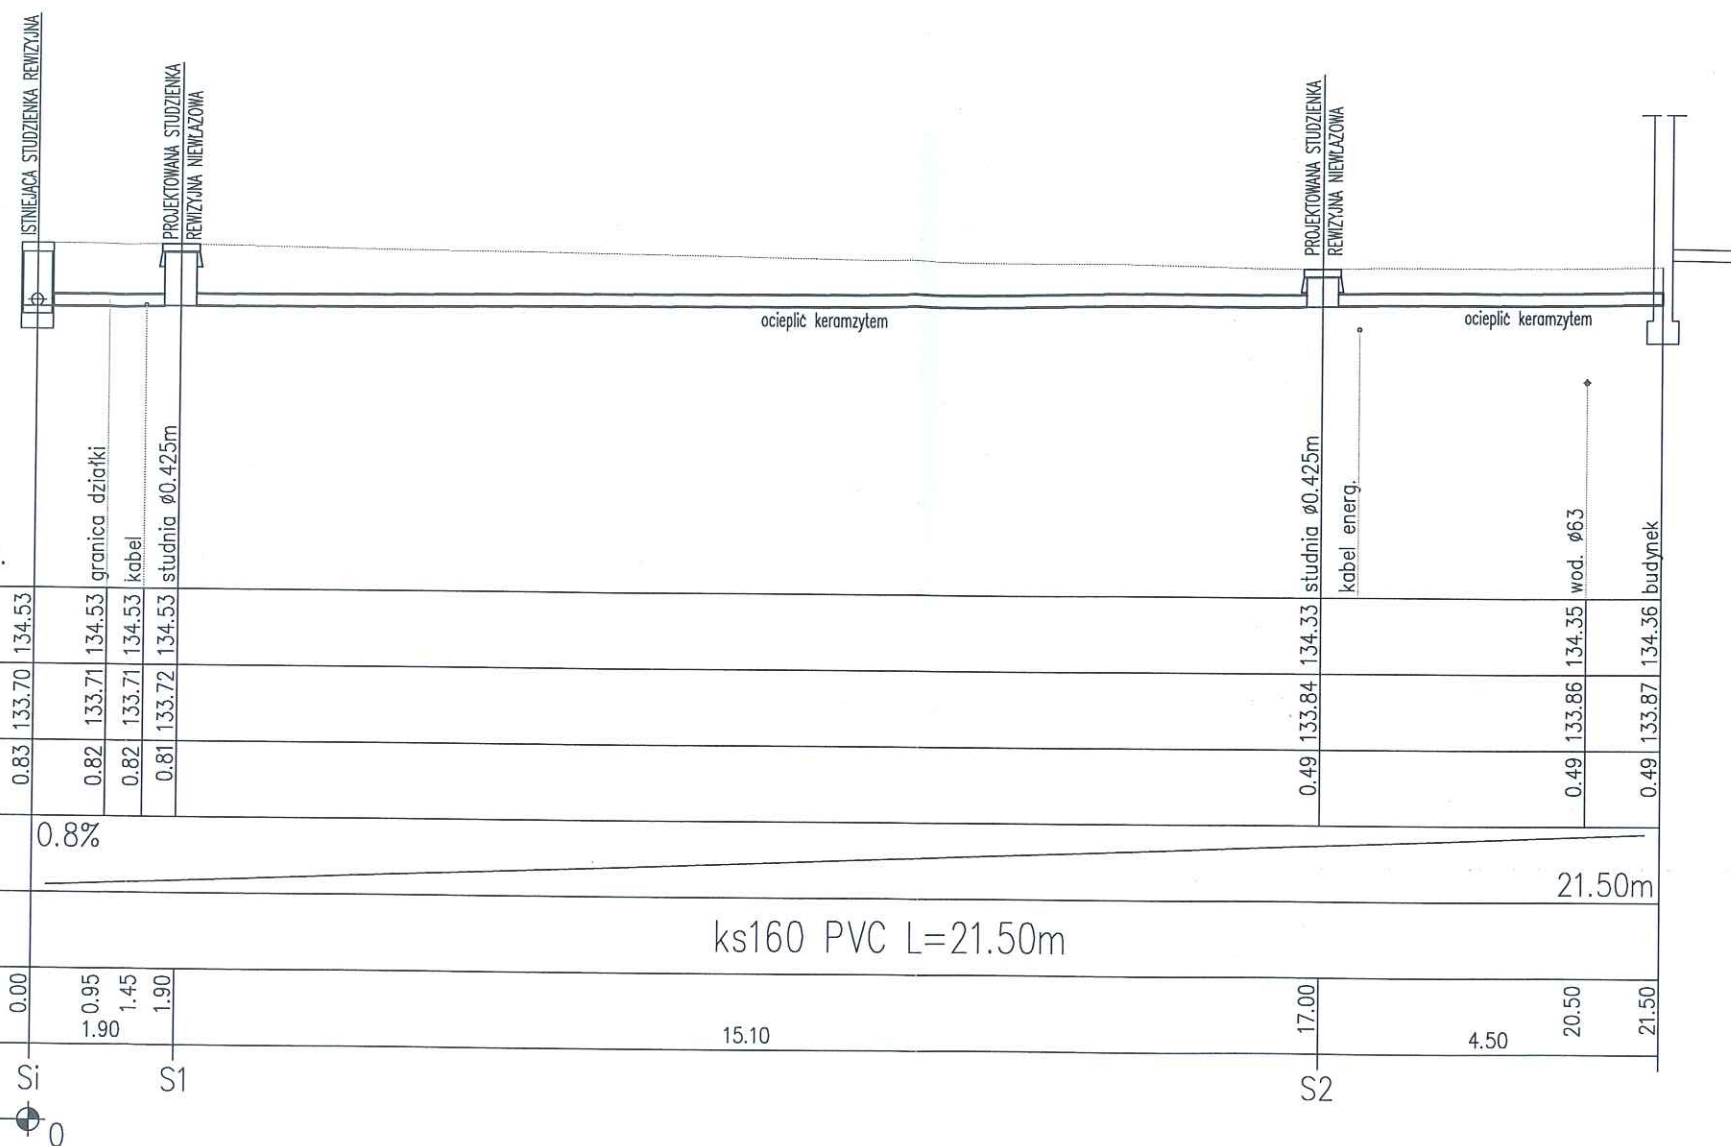 ISTNIEJĄCA STUDZIENKA REWIZYJNA
PROJEKTOWANA STUDZIENKA
REWIZYJNA NIEWŁAZOWA
PROJEKTOWANA STUDZIENKA
REWIZYJNA NIEWŁAZOWA
ocieplić keramzytem
ocieplić keramzytem
granica działki
kabel
studnia ø0.425m
studnia ø0.425m
kabel energ.
wod. ø63
budynek
134.53
134.53
134.53
134.53
134.33
134.35
134.36
133.70
133.71
133.71
133.72
133.84
133.86
133.87
0.83
0.82
0.82
0.81
0.49
0.49
0.49
0.8%
21.50m
ks160 PVC L=21.50m
0.00
0.95
1.45
1.90
17.00
20.50
21.50
1.90
15.10
4.50
Si
S1
S2
0